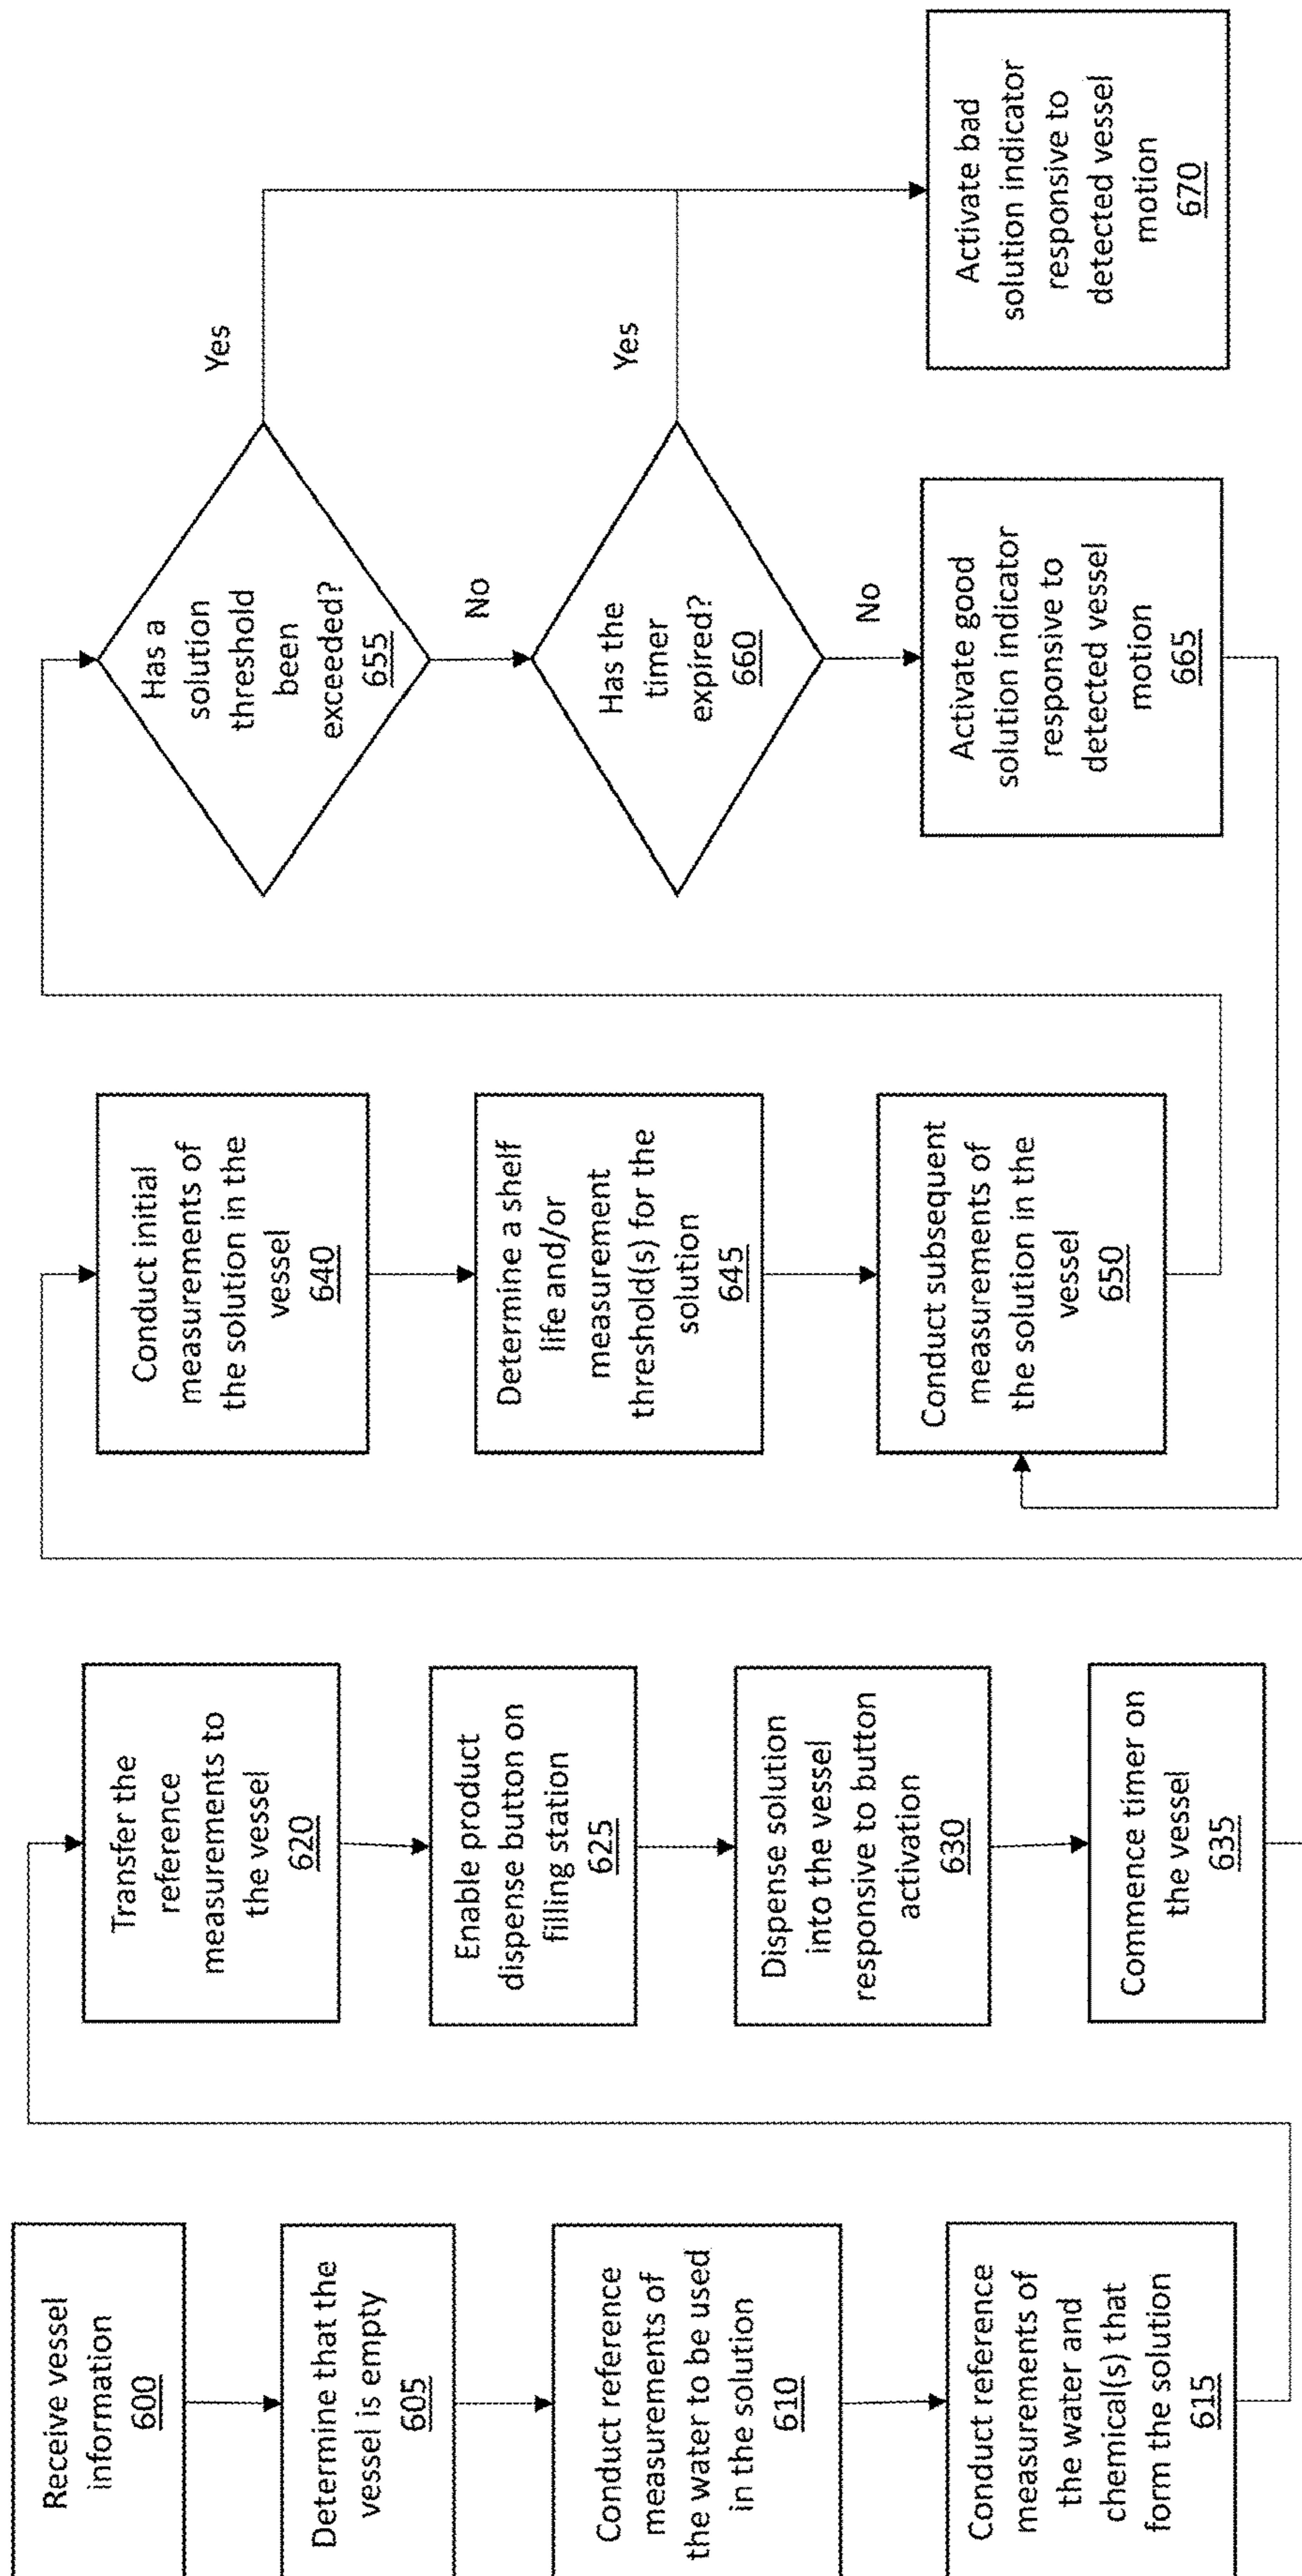 Receive vessel
information
600
Determine that the
vessel is empty
605
Conduct reference
measurements of
the water to be used
in the solution
610
Conduct reference
measurements of
the water and
chemical(s) that
form the solution
615
Transfer the
reference
measurements to
the vessel
620
Enable product
dispense button on
filling station
625
Dispense solution
into the vessel
responsive to button
activation
630
Commence timer on
the vessel
635
Conduct initial
measurements of
the solution in the
vessel
640
Determine a shelf
life and/or
measurement
threshold(s) for the
solution
645
Conduct subsequent
measurements of
the solution in the
vessel
650
Has a
solution
threshold
been
exceeded?
655
Yes
No
Has the
timer
expired?
660
Yes
No
Activate good
solution indicator
responsive to
detected vessel
motion
665
Activate bad
solution indicator
responsive to
detected vessel
motion
670